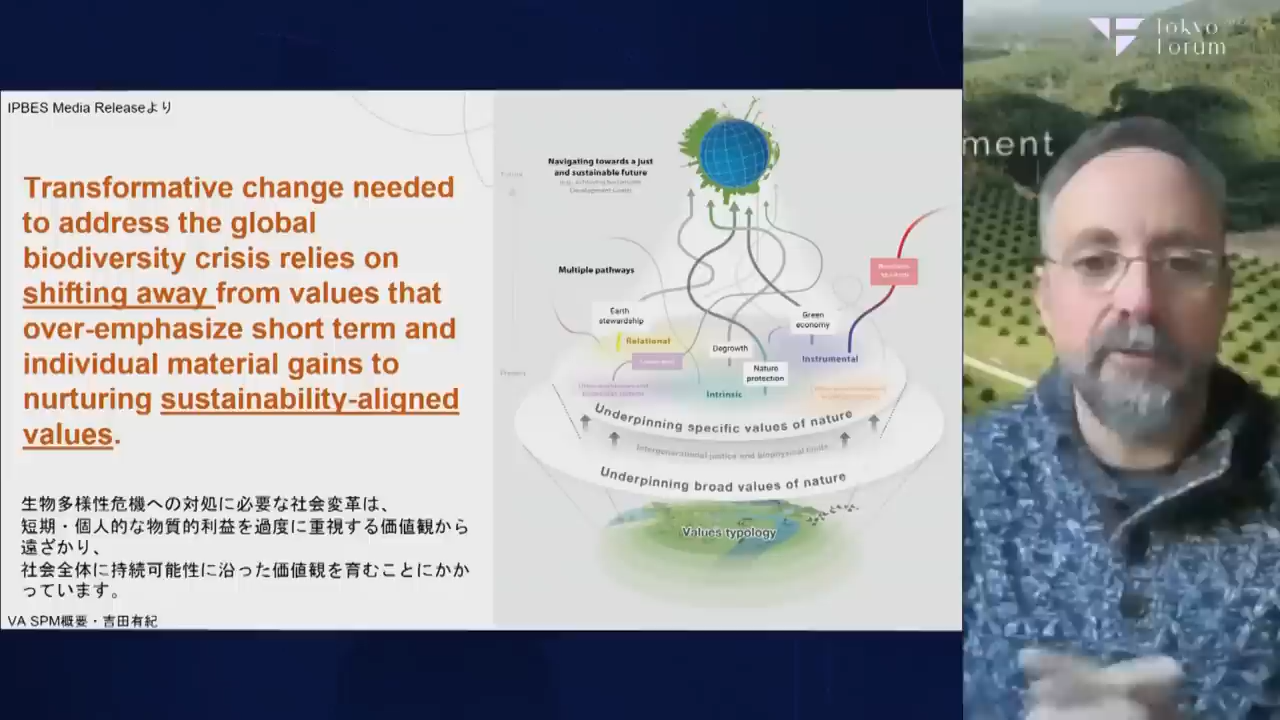 Tokyo
Forum
ment
IPBES Media Releaseより
Transformative change needed
to address the global
biodiversity crisis relies on
shifting away from values that
over-emphasize short term and
individual material gains to
nurturing sustainability-aligned
values.
生物多様性危機への対処に必要な社会変革は、
短期・個人的な物質的利益を過度に重視する価値観から
遠ざかり、
社会全体に持続可能性に沿った価値観を育むことにかか
っています。
VA SPM概要・吉田有紀
Navigating towards a just
and sustainable future
Multiple pathways
Earth
stewardship
Green
economy
Relational
Degrowth
Instrumental
Nature
protection
Intrinsic
Underpinning specific values of nature
Intergenerational justice and biophysical limits
Underpinning broad values of nature
Values typology